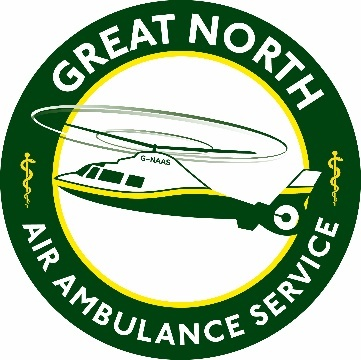 GREAT NORTH
G-NAAS
AIR AMBULANCE SERVICE